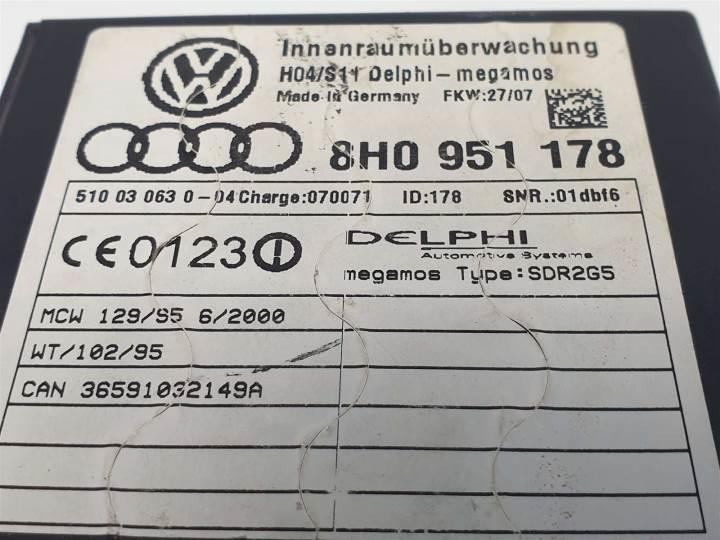 Innenraumüberwachung
H04/S11 Delphi-megamos
Made in Germany FKW:27/07
8H0 951 178
510 03 063 0-04 Charge:070071 ID:178 SNR.:01dbf6
CE0123
DELPHI
Automotive Systems
megamos Type:SDR2G5
MCW 129/S5 6/2000
WT/102/95
CAN 36591032149A